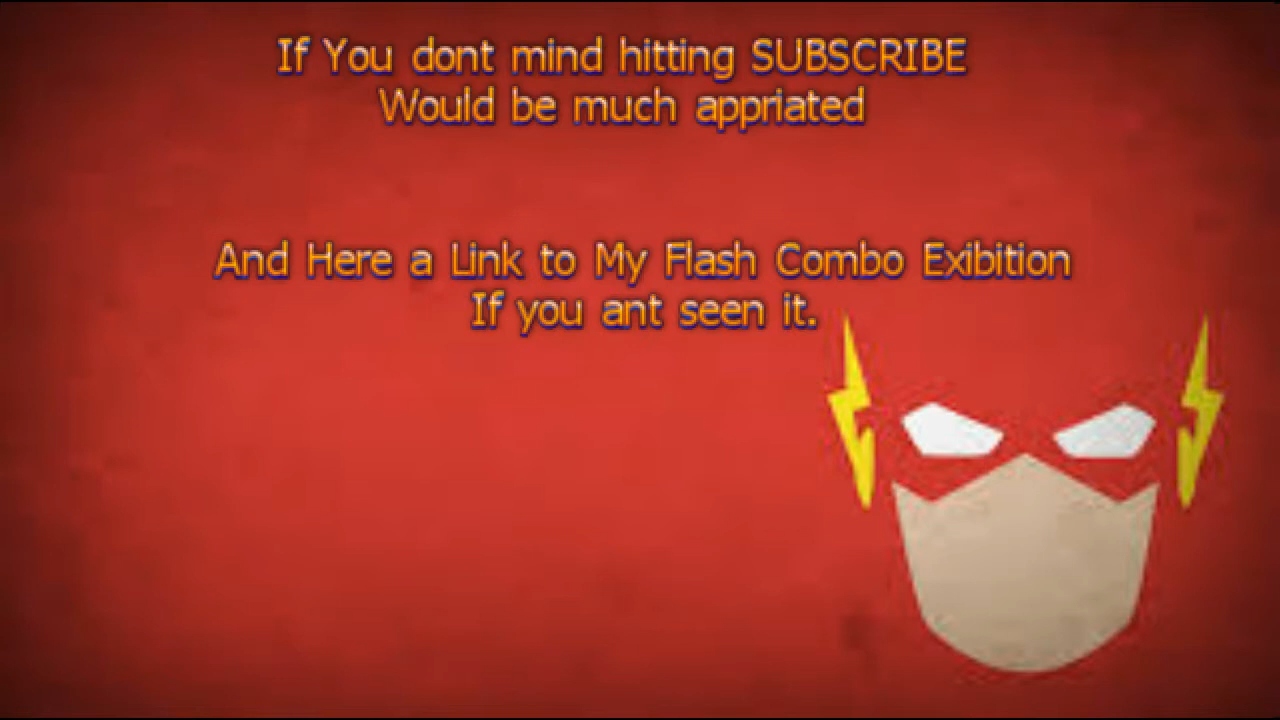 If You dont mind hitting SUBSCRIBE
Would be much appriated
And Here a Link to My Flash Combo Exibition
If you ant seen it.